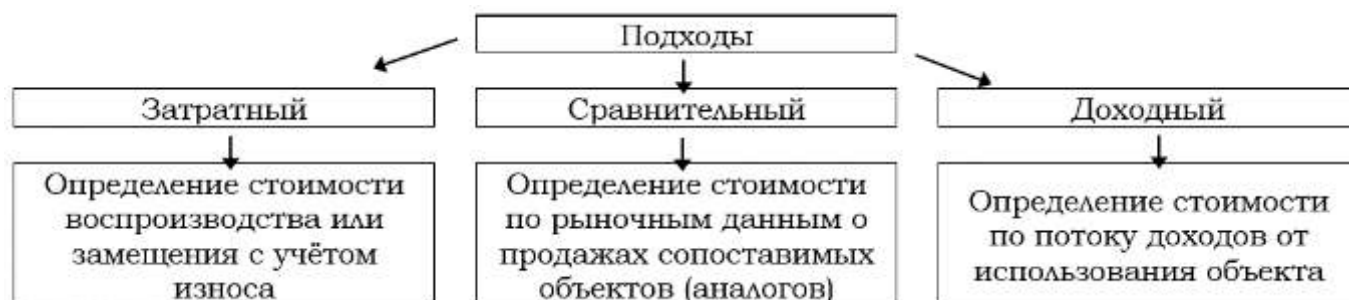 Подходы
Затратный
Сравнительный
Доходный
Определение стоимости
воспроизводства или
замещения с учётом
износа
Определение стоимости
по рыночным данным о
продажах сопоставимых
объектов (аналогов)
Определение стоимости
по потоку доходов от
использования объекта